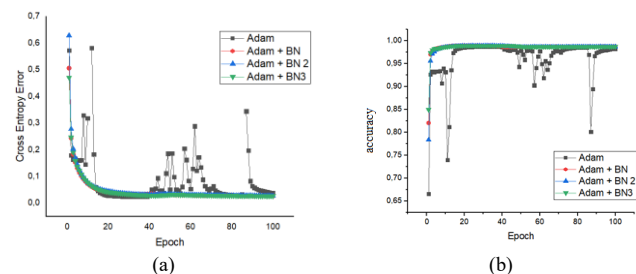 0,7
0,6
0,5
0,4
0,3
0,2
0,1
0,0
Cross Entropy Error
0
20
40
60
80
100
Epoch
Adam
Adam + BN
Adam + BN 2
Adam + BN3
(a)
1.00
0.95
0.90
0.85
0.80
0.75
0.70
0.65
accuracy
0
20
40
60
80
100
Epoch
Adam
Adam + BN
Adam + BN 2
Adam + BN3
(b)